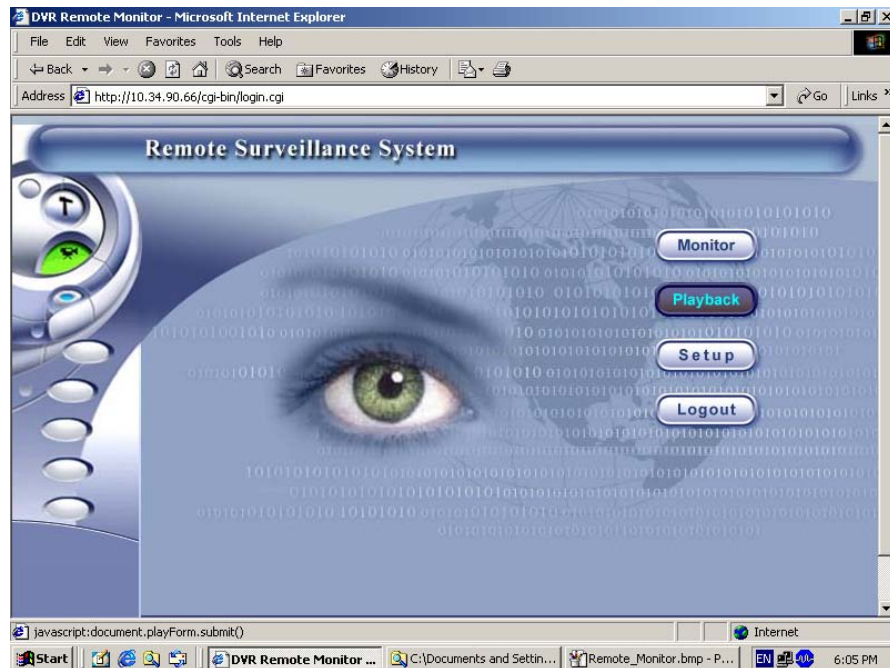 DVR Remote Monitor - Microsoft Internet Explorer
File Edit View Favorites Tools Help
Back Search Favorites History
Address http://10.34.90.66/cgi-bin/login.cgi Go Links »
Remote Surveillance System
Monitor
Playback
Setup
Logout
javascript:document.playForm.submit() Internet
Start DVR Remote Monitor ... C:\Documents and Settin... Remote_Monitor.bmp - P... EN 6:05 PM